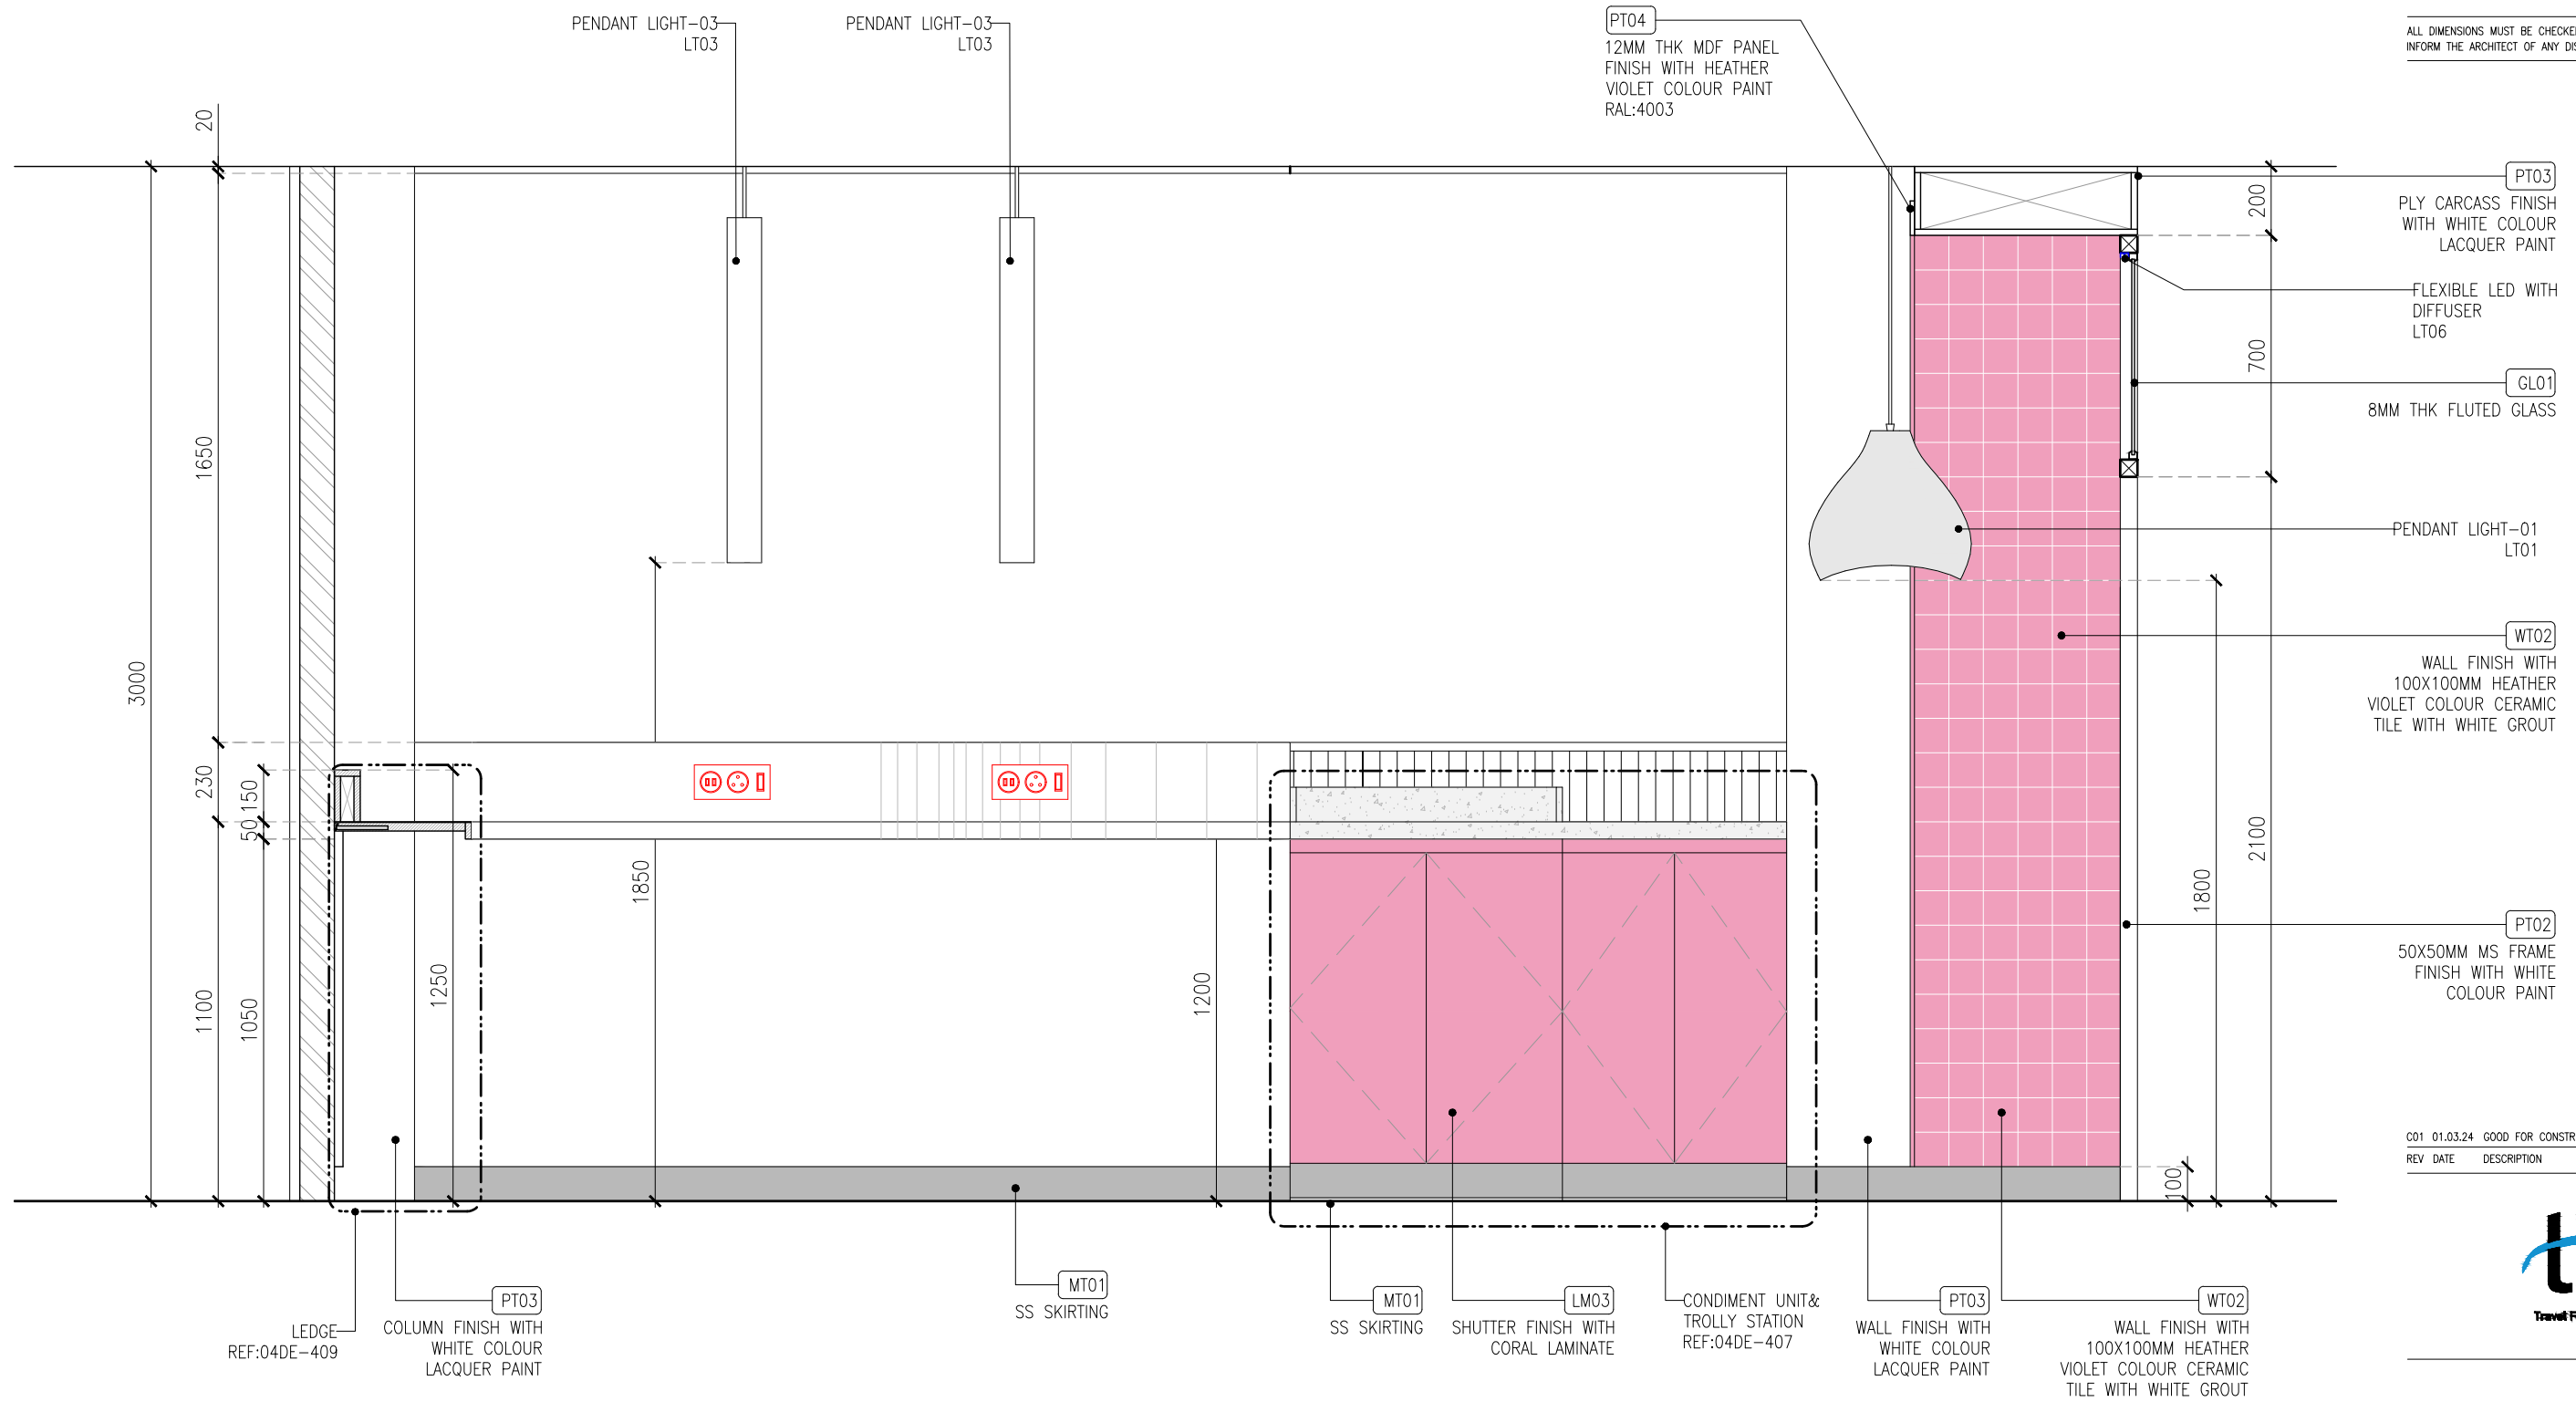 PENDANT LIGHT-03
LT03
PENDANT LIGHT-03
LT03
PT04
12MM THK MDF PANEL
FINISH WITH HEATHER
VIOLET COLOUR PAINT
RAL:4003
ALL DIMENSIONS MUST BE
INFORM THE ARCHITECT OF ANY
20
3000
1650
230
1100
150
50
1050
1250
1850
1200
200
700
2100
1800
100
PT03
PLY CARCASS FINISH
WITH WHITE COLOUR
LACQUER PAINT
FLEXIBLE LED WITH
DIFFUSER
LT06
GL01
8MM THK FLUTED GLASS
PENDANT LIGHT-01
LT01
WT02
WALL FINISH WITH
100X100MM HEATHER
VIOLET COLOUR CERAMIC
TILE WITH WHITE GROUT
PT02
50X50MM MS FRAME
FINISH WITH WHITE
COLOUR PAINT
C01 01.03.24 GOOD FOR
REV DATE DESCRIPTION
LEDGE
REF:04DE-409
PT03
COLUMN FINISH WITH
WHITE COLOUR
LACQUER PAINT
MT01
SS SKIRTING
MT01
SS SKIRTING
LM03
SHUTTER FINISH WITH
CORAL LAMINATE
CONDIMENT UNIT&
TROLLY STATION
REF:04DE-407
PT03
WALL FINISH WITH
WHITE COLOUR
LACQUER PAINT
WT02
WALL FINISH WITH
100X100MM HEATHER
VIOLET COLOUR CERAMIC
TILE WITH WHITE GROUT
Travel